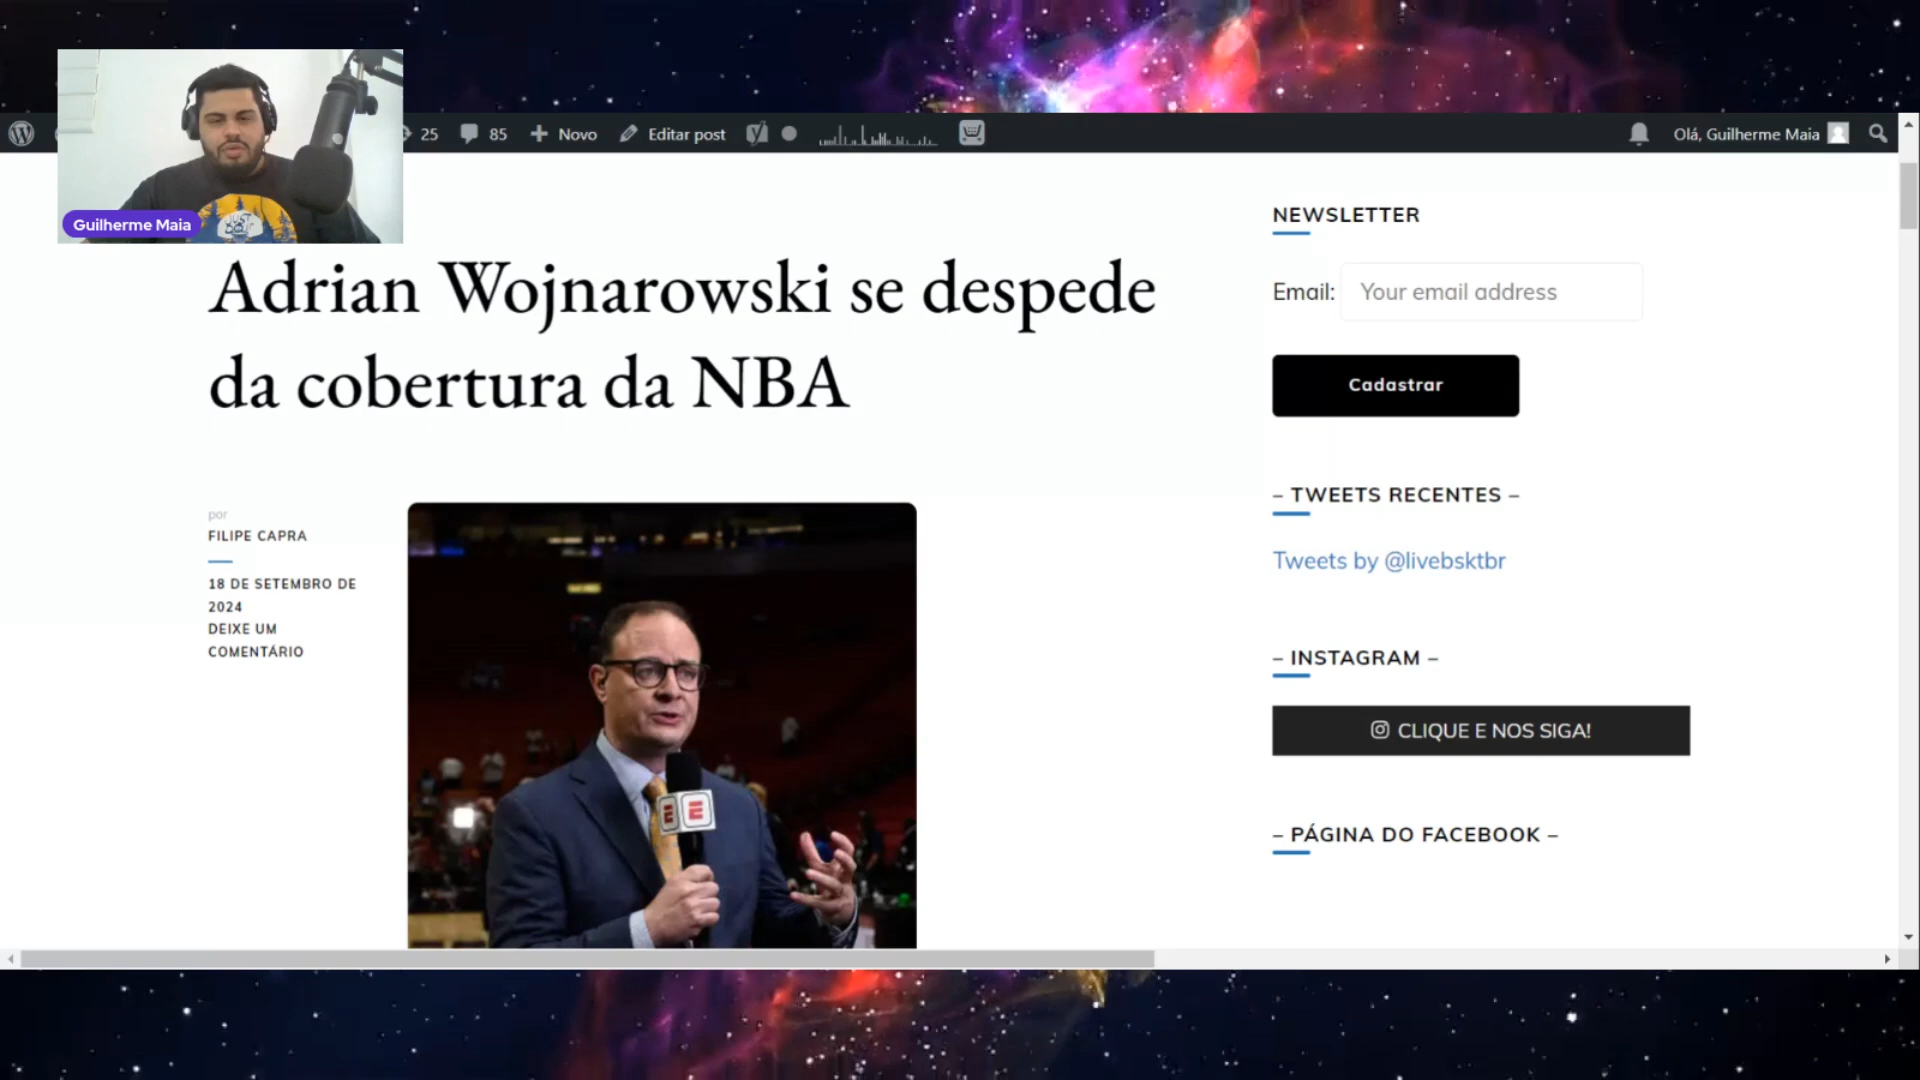 Guilherme Maia
25
85
Novo
Editar post
Olá, Guilherme Maia
Adrian Wojnarowski se despede
da cobertura da NBA
por
FILIPE CAPRA
18 DE SETEMBRO DE
2024
DEIXE UM
COMENTÁRIO
NEWSLETTER
Email:
Your email address
Cadastrar
– TWEETS RECENTES –
Tweets by @livebsktbr
– INSTAGRAM –
CLIQUE E NOS SIGA!
– PÁGINA DO FACEBOOK –